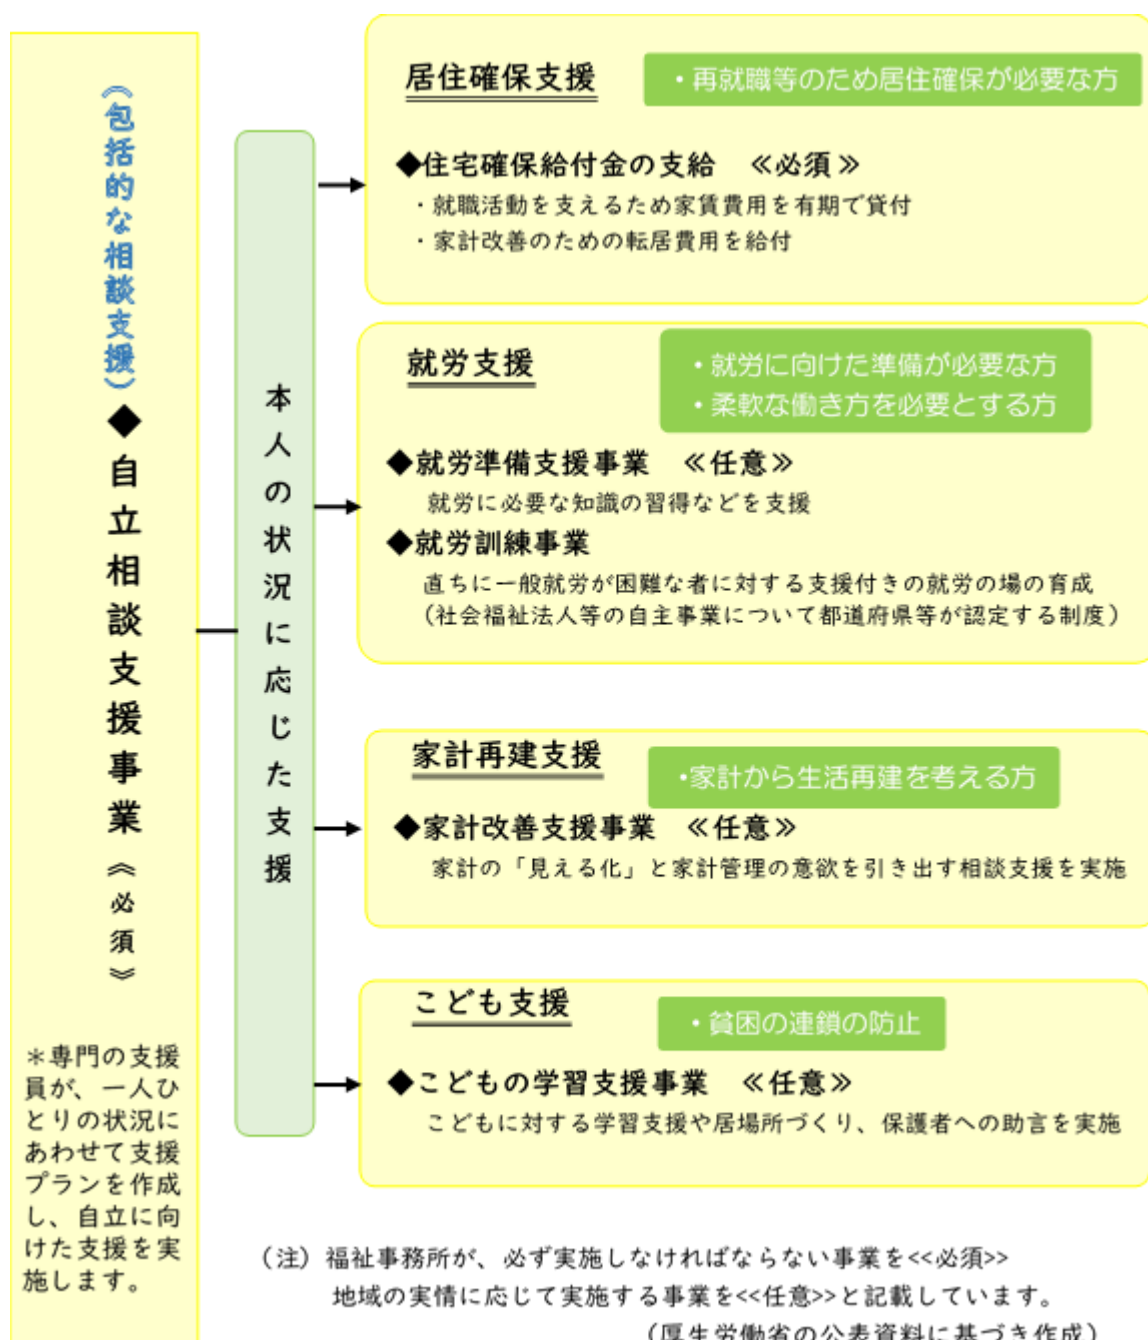 《包括的な相談支援》◆自立相談支援事業《必須》
＊専門の支援
員が、一人ひ
とりの状況に
あわせて支援
プランを作成
し、自立に向
けた支援を実
施します。
本人の状況に応じた支援
居住確保支援
・再就職等のため居住確保が必要な方
◆住宅確保給付金の支給 ≪必須≫
・就職活動を支えるため家賃費用を有期で貸付
・家計改善のための転居費用を給付
就労支援
・就労に向けた準備が必要な方
・柔軟な働き方を必要とする方
◆就労準備支援事業 ≪任意≫
就労に必要な知識の習得などを支援
◆就労訓練事業
直ちに一般就労が困難な者に対する支援付きの就労の場の育成
（社会福祉法人等の自主事業について都道府県等が認定する制度）
家計再建支援
・家計から生活再建を考える方
◆家計改善支援事業 ≪任意≫
家計の「見える化」と家計管理の意欲を引き出す相談支援を実施
こども支援
・貧困の連鎖の防止
◆こどもの学習支援事業 ≪任意≫
こどもに対する学習支援や居場所づくり、保護者への助言を実施
（注）福祉事務所が、必ず実施しなければならない事業を<<必須>>
地域の実情に応じて実施する事業を<<任意>>と記載しています。
（厚生労働省の公表資料に基づき作成）